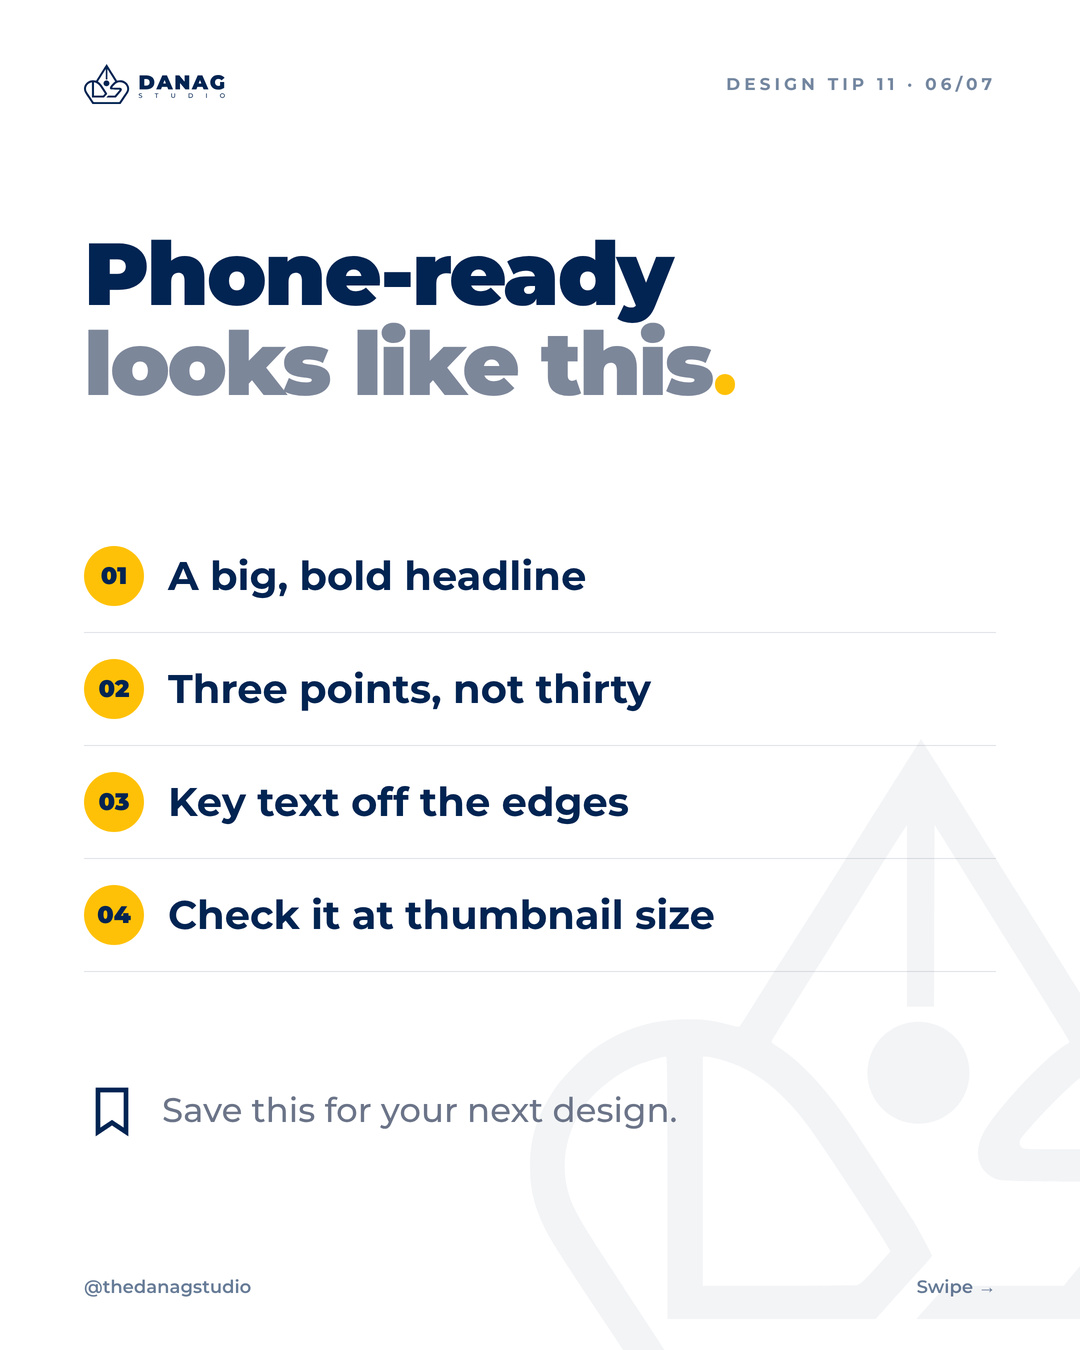 DANAG
STUDIO
DESIGN TIP 11 · 06/07
Phone-ready
looks like this.
01 A big, bold headline
02 Three points, not thirty
03 Key text off the edges
04 Check it at thumbnail size
Save this for your next design.
@thedanagstudio
Swipe →